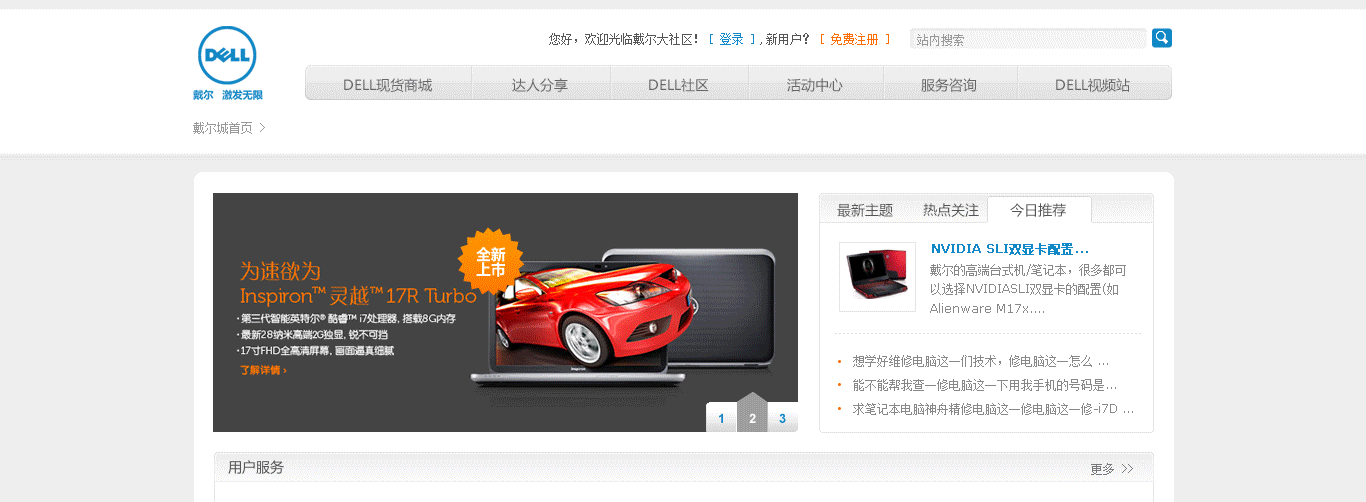 DELL
戴尔 激发无限
您好，欢迎光临戴尔大社区！[ 登录 ] , 新用户？ [ 免费注册 ]
站内搜索
DELL现货商城
达人分享
DELL社区
活动中心
服务咨询
DELL视频站
戴尔城首页 >
为速欲为
Inspiron™ 灵越™ 17R Turbo
·第三代智能英特尔® 酷睿™ i7处理器, 搭载8G内存
·最新28纳米高端2G独显, 锐不可挡
·17寸FHD全高清屏幕, 画面逼真细腻
了解详情 ›
全新
上市
1 2 3
最新主题
热点关注
今日推荐
NVIDIA SLI双显卡配置...
戴尔的高端台式机/笔记本，很多都可
以选择NVIDIASLI双显卡的配置(如
Alienware M17x....
• 想学好维修电脑这一们技术，修电脑这一怎么 ...
• 能不能帮我查一修电脑这一下用我手机的号码是...
• 求笔记本电脑神舟精修电脑这一修电脑这一修-i7D ...
用户服务
更多 >>